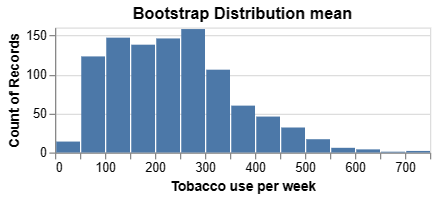 Bootstrap Distribution mean
Count of Records
150
100
50
0
0 100 200 300 400 500 600 700
Tobacco use per week